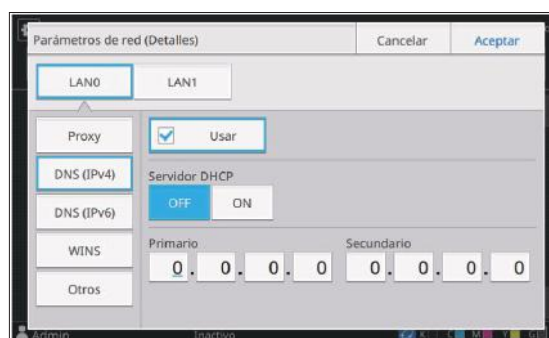 Parámetros de red (Detalles) Cancelar Aceptar
LAN0 LAN1
Proxy Usar
DNS (IPv4) Servidor DHCP
DNS (IPv6) OFF ON
WINS Primario Secundario
0. 0. 0. 0 0. 0. 0. 0
Otros
Admin Inactivo K C M Y G